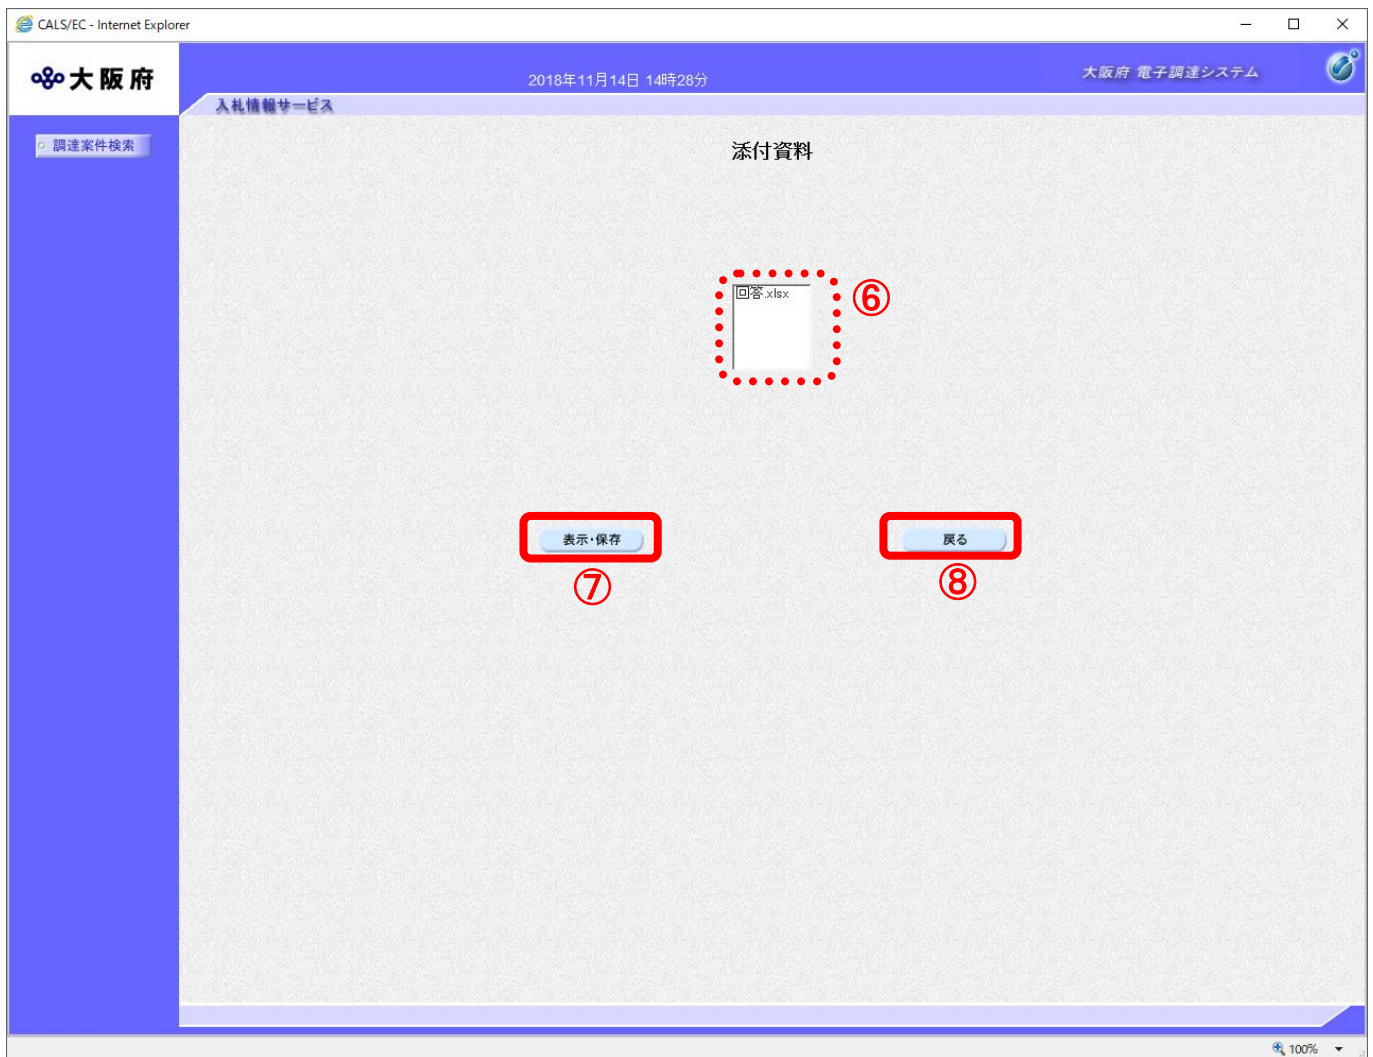 CALS/EC - Internet Explorer
大阪府
2018年11月14日 14時28分
大阪府 電子調達システム
入札情報サービス
調達案件検索
添付資料
回答.xlsx
⑥
表示・保存
戻る
⑦
⑧
100%